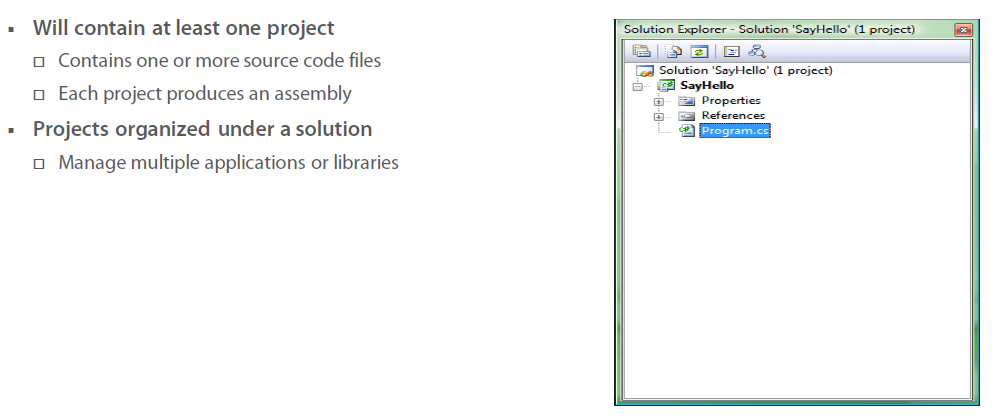 Will contain at least one project
Contains one or more source code files
Each project produces an assembly
Projects organized under a solution
Manage multiple applications or libraries
Solution Explorer - Solution 'SayHello' (1 project)
Solution 'SayHello' (1 project)
SayHello
Properties
References
Program.cs